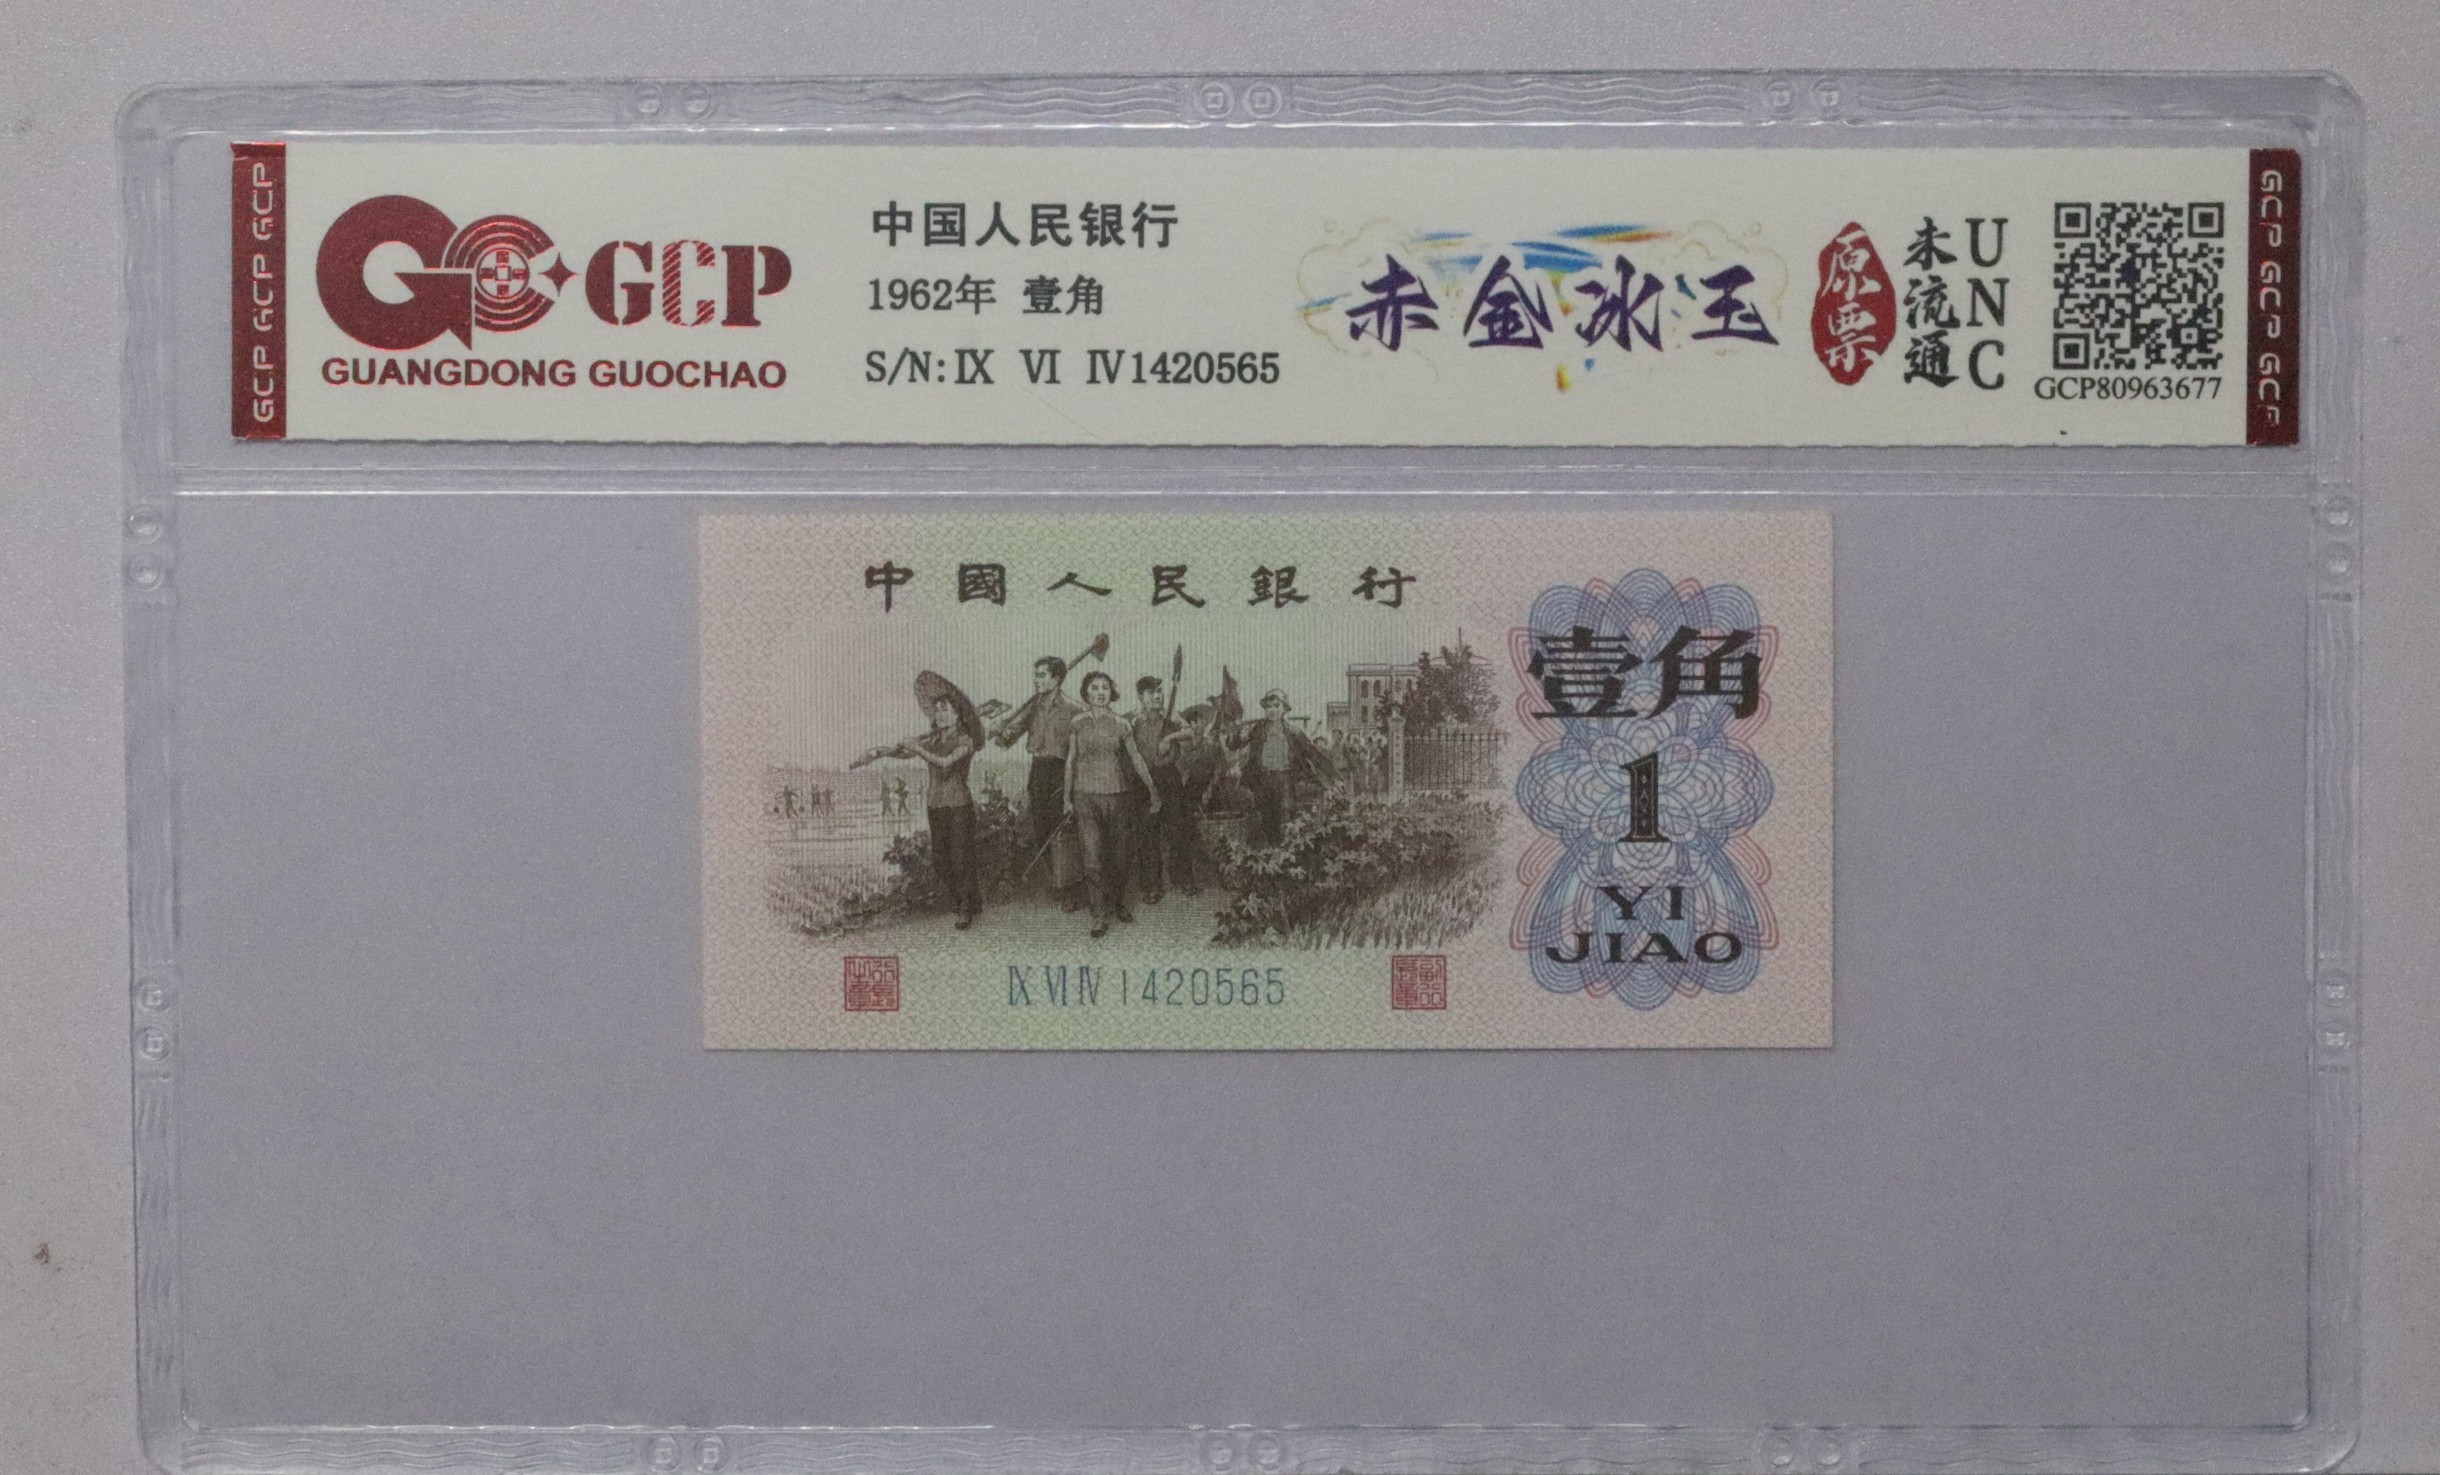 GCP GCP GCP
GCP
GUANGDONG GUOCHAO
中国人民银行
1962年 壹角
S/N:Ⅸ Ⅵ Ⅳ1420565
赤金冰玉
原票
未流通
UNC
GCP80963677
GCP GCP GCP
中國人民銀行
壹角
1
YI
JIAO
Ⅸ Ⅵ Ⅳ 1420565